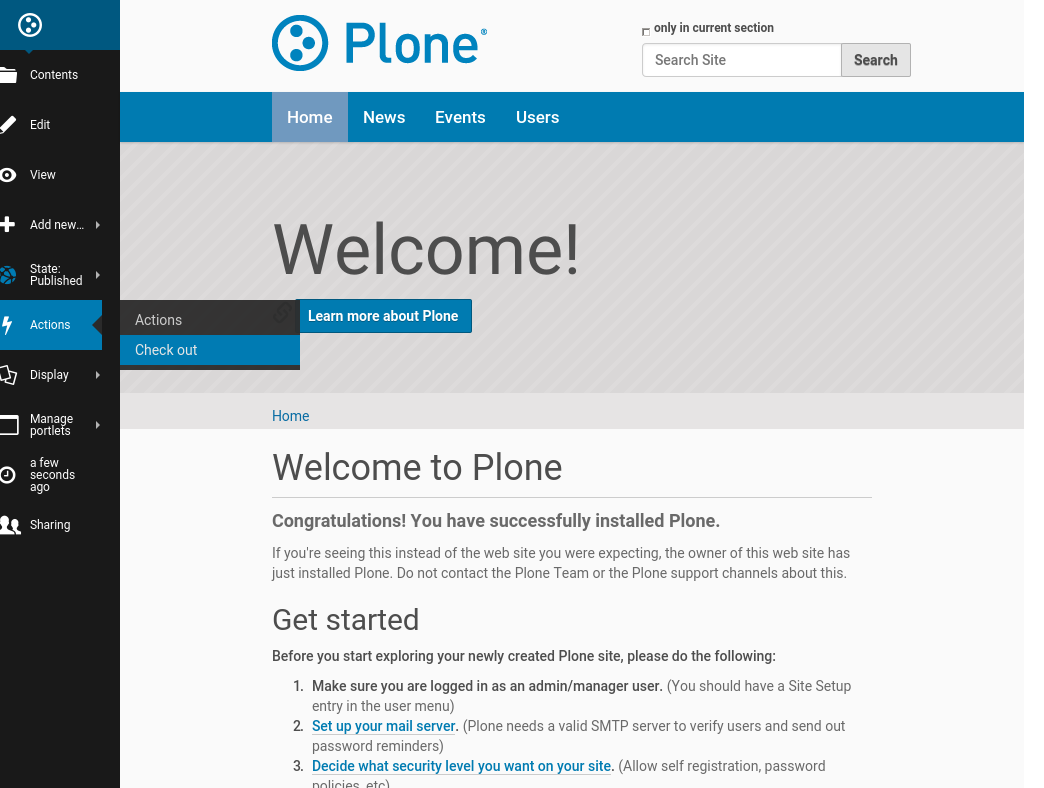 Plone®
only in current section
Search Site
Search
Home
News
Events
Users
Contents
Edit
View
Add new...
State:
Published
Actions
Display
Manage
portlets
a few
seconds
ago
Sharing
Actions
Check out
Welcome!
Learn more about Plone
Home
Welcome to Plone
Congratulations! You have successfully installed Plone.
If you're seeing this instead of the web site you were expecting, the owner of this web site has
just installed Plone. Do not contact the Plone Team or the Plone support channels about this.
Get started
Before you start exploring your newly created Plone site, please do the following:
1. Make sure you are logged in as an admin/manager user. (You should have a Site Setup
entry in the user menu)
2. Set up your mail server. (Plone needs a valid SMTP server to verify users and send out
password reminders)
3. Decide what security level you want on your site. (Allow self registration, password
policies, etc)